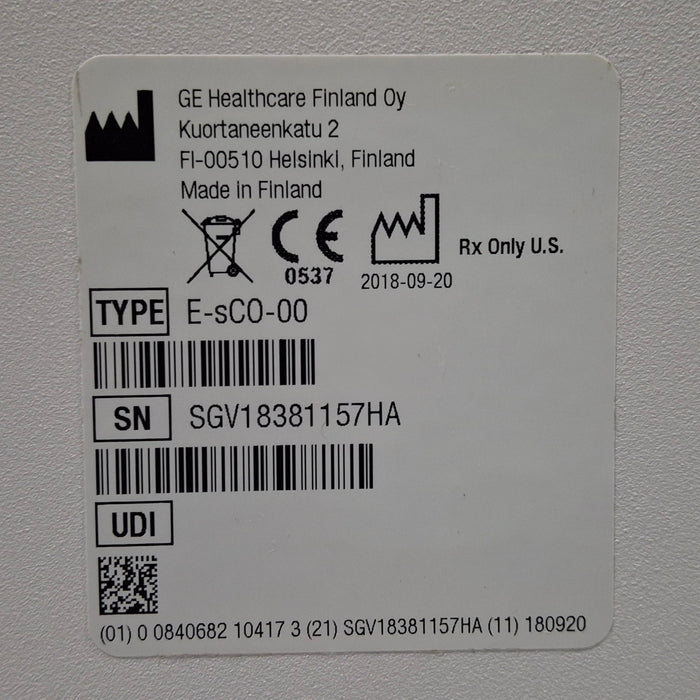 GE Healthcare Finland Oy
Kuortaneenkatu 2
FI-00510 Helsinki, Finland
Made in Finland
CE
0537
2018-09-20
Rx Only U.S.
TYPE E-sCO-00
SN SGV18381157HA
UDI
(01) 0 0840682 10417 3 (21) SGV18381157HA (11) 180920